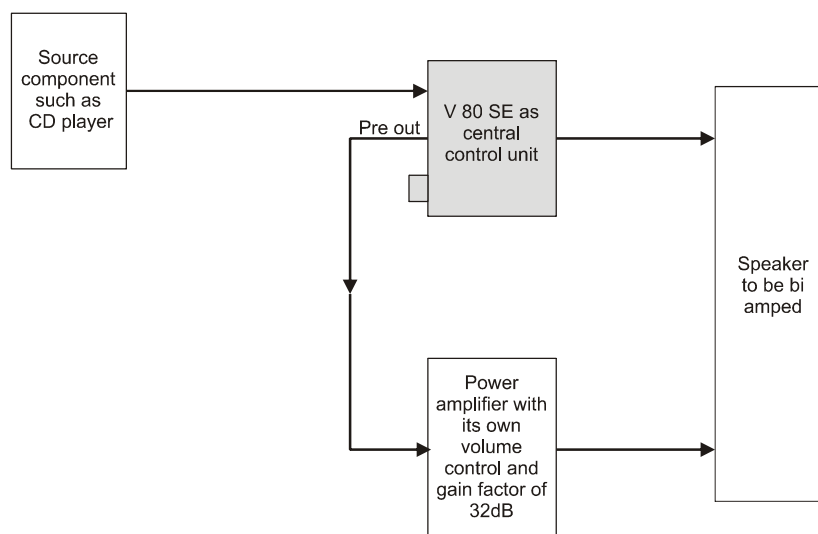 Source
component
such as
CD player
V 80 SE as
central
control unit
Pre out
Speaker
to be bi
amped
Power
amplifier with
its own
volume
control and
gain factor of
32dB